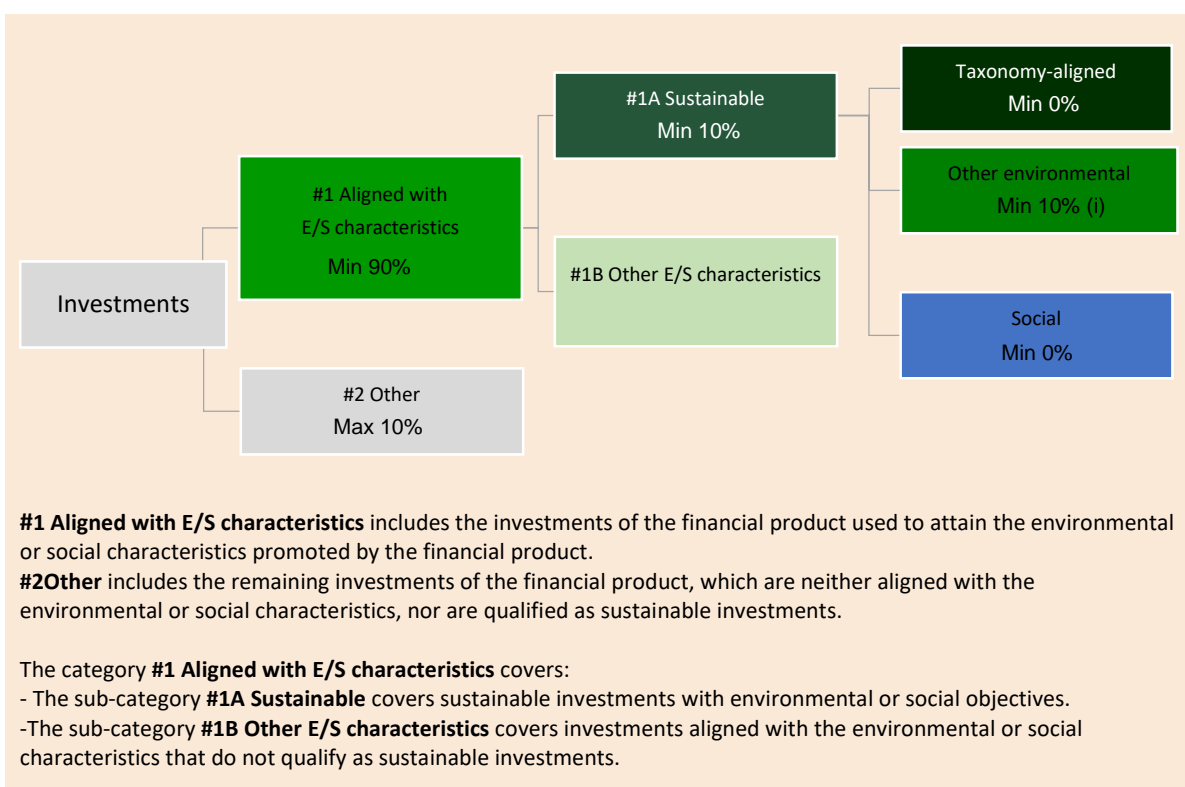 Investments
#1 Aligned with
E/S characteristics
Min 90%
#2 Other
Max 10%
#1A Sustainable
Min 10%
#1B Other E/S characteristics
Taxonomy-aligned
Min 0%
Other environmental
Min 10% (i)
Social
Min 0%
#1 Aligned with E/S characteristics includes the investments of the financial product used to attain the environmental
or social characteristics promoted by the financial product.
#2Other includes the remaining investments of the financial product, which are neither aligned with the
environmental or social characteristics, nor are qualified as sustainable investments.
The category #1 Aligned with E/S characteristics covers:
- The sub-category #1A Sustainable covers sustainable investments with environmental or social objectives.
-The sub-category #1B Other E/S characteristics covers investments aligned with the environmental or social
characteristics that do not qualify as sustainable investments.